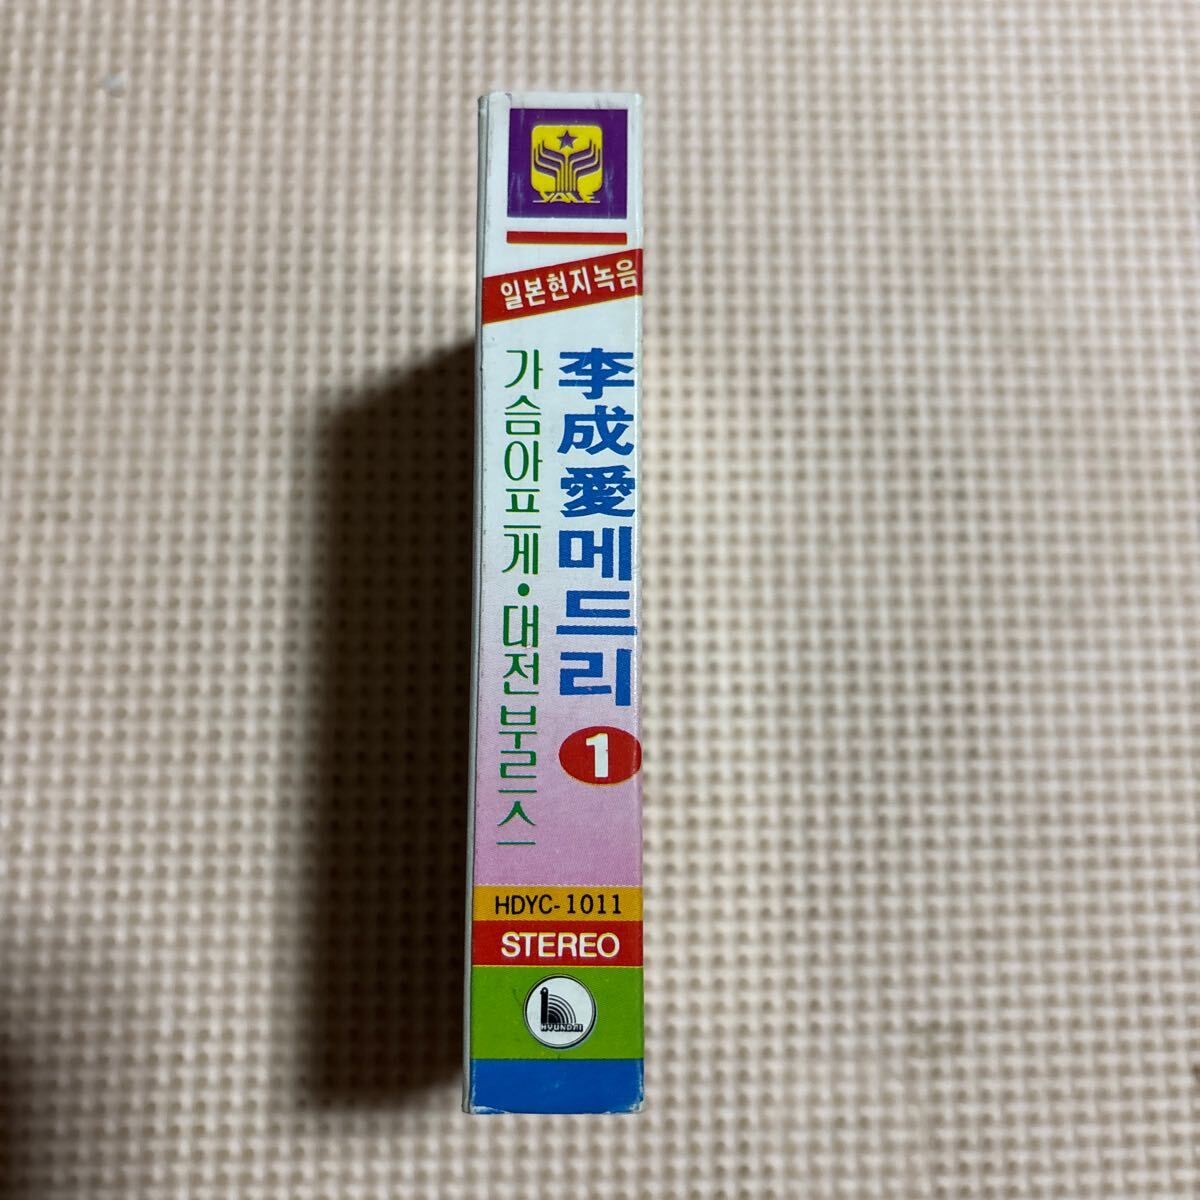 YALE
일본현지녹음
李成愛메드리
1
가슴아프게·대전부르스
HDYC-1011
STEREO
HYUNDAI